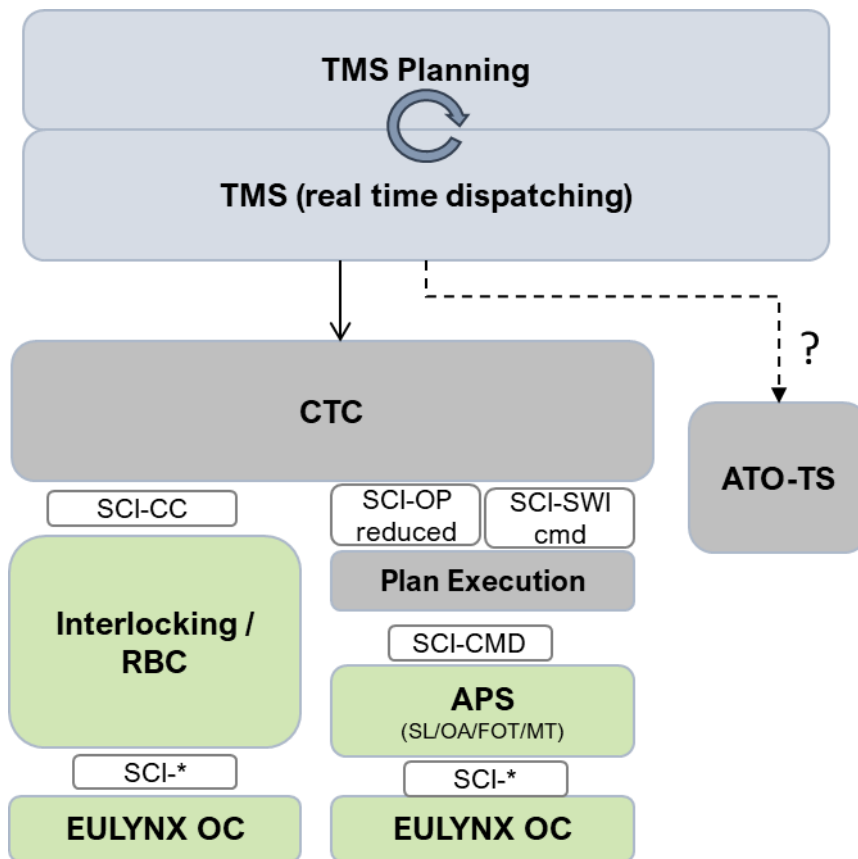 TMS Planning
TMS (real time dispatching)
?
CTC
ATO-TS
SCI-CC
SCI-OP
reduced
SCI-SWI
cmd
Plan Execution
Interlocking /
RBC
SCI-CMD
APS
(SL/OA/FOT/MT)
SCI-*
SCI-*
EULYNX OC
EULYNX OC